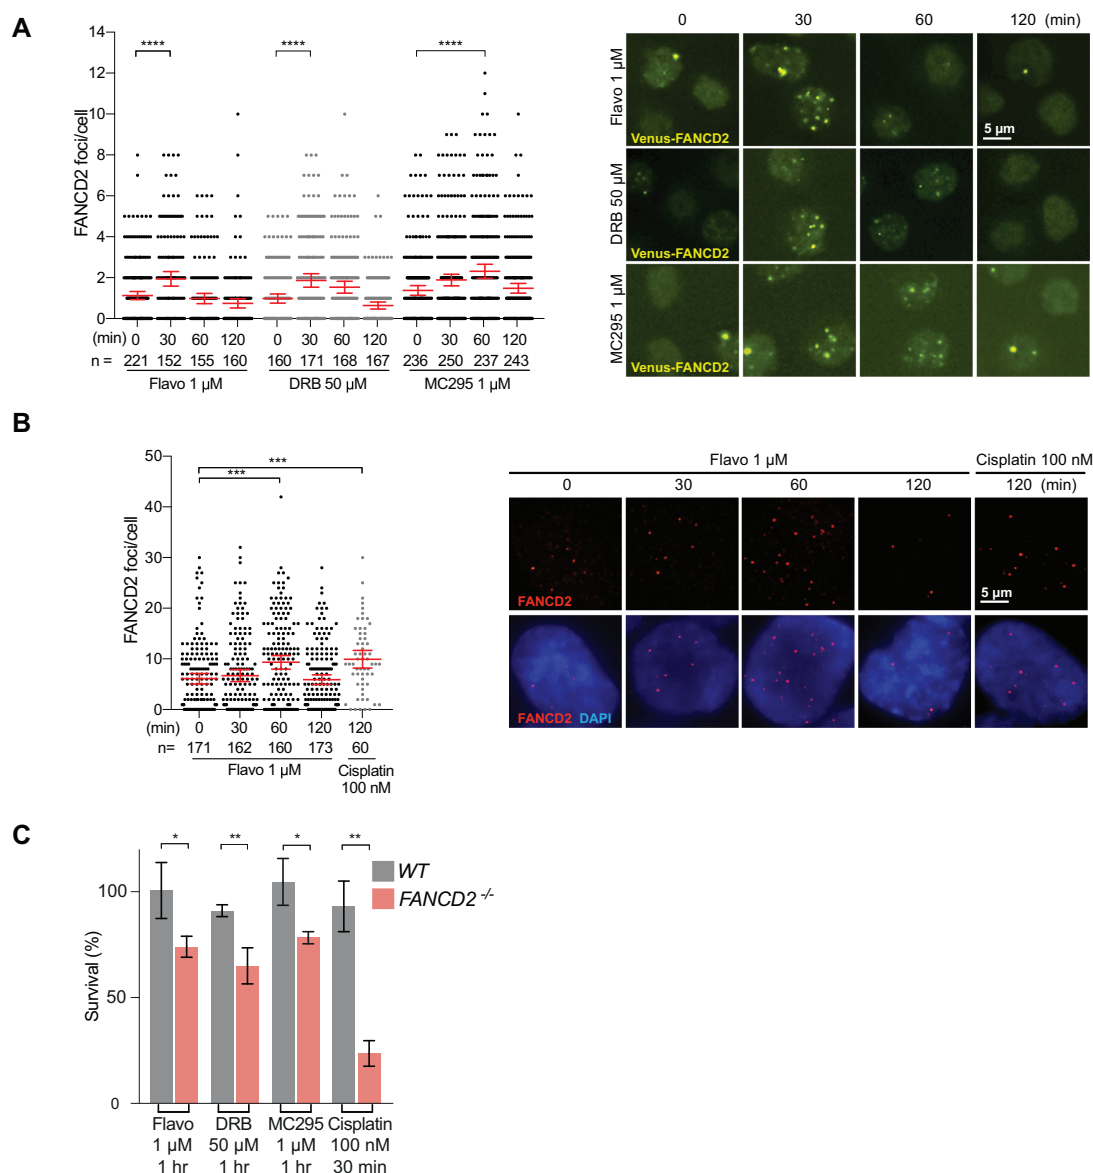 A
FANCD2 foci/cell
14
12
10
8
6
4
2
0
**** **** ****
(min) 0 30 60 120 0 30 60 120 0 30 60 120
n = 221 152 155 160 160 171 168 167 236 250 237 243
Flavo 1 µM DRB 50 µM MC295 1 µM
0 30 60 120 (min)
Flavo 1 µM
Venus-FANCD2
5 µm
DRB 50 µM
Venus-FANCD2
MC295 1 µM
Venus-FANCD2
B
FANCD2 foci/cell
50
40
30
20
10
0
***
***
(min) 0 30 60 120 120
n= 171 162 160 173 60
Flavo 1 µM Cisplatin
100 nM
Flavo 1 µM Cisplatin 100 nM
0 30 60 120 120 (min)
FANCD2
5 µm
FANCD2 DAPI
C
Survival (%)
100
50
0
* ** * **
WT
FANCD2 -/-
Flavo DRB MC295 Cisplatin
1 µM 50 µM 1 µM 100 nM
1 hr 1 hr 1 hr 30 min